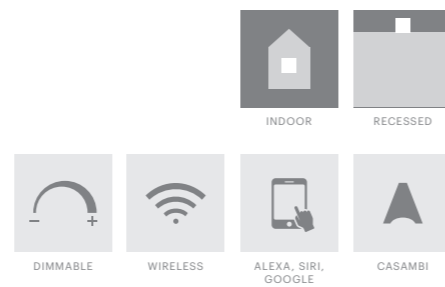 INDOOR
RECESSED
− +
DIMMABLE
WIRELESS
ALEXA, SIRI,
GOOGLE
CASAMBI